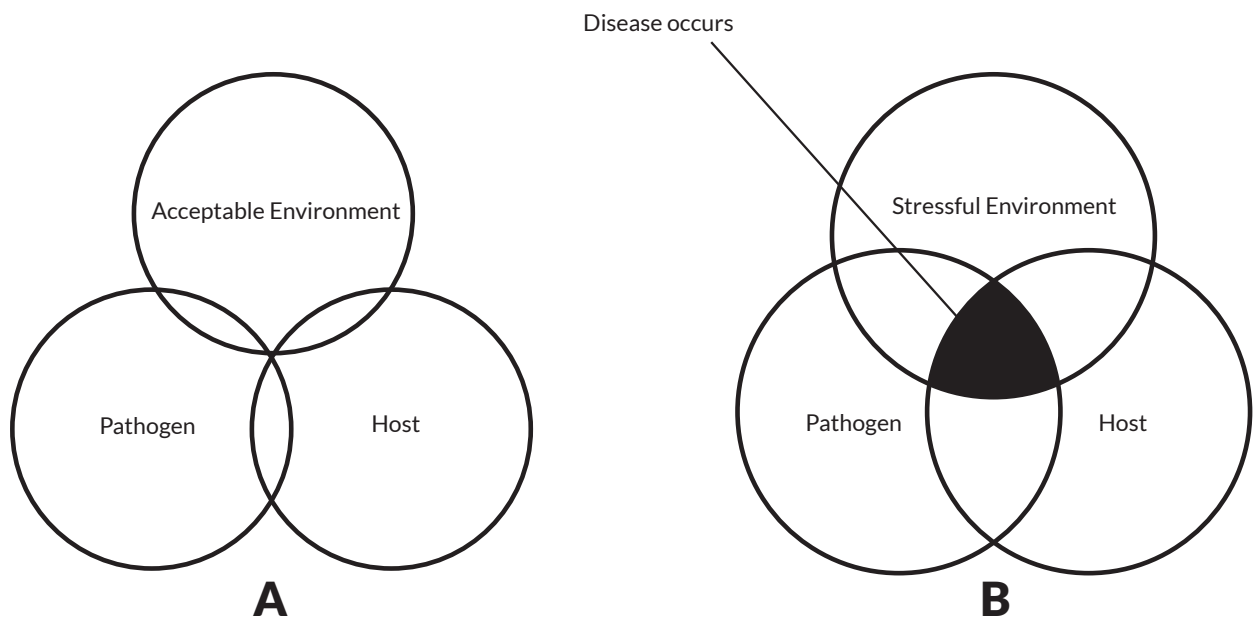 Disease occurs
Acceptable Environment
Pathogen
Host
A
Stressful Environment
Pathogen
Host
B